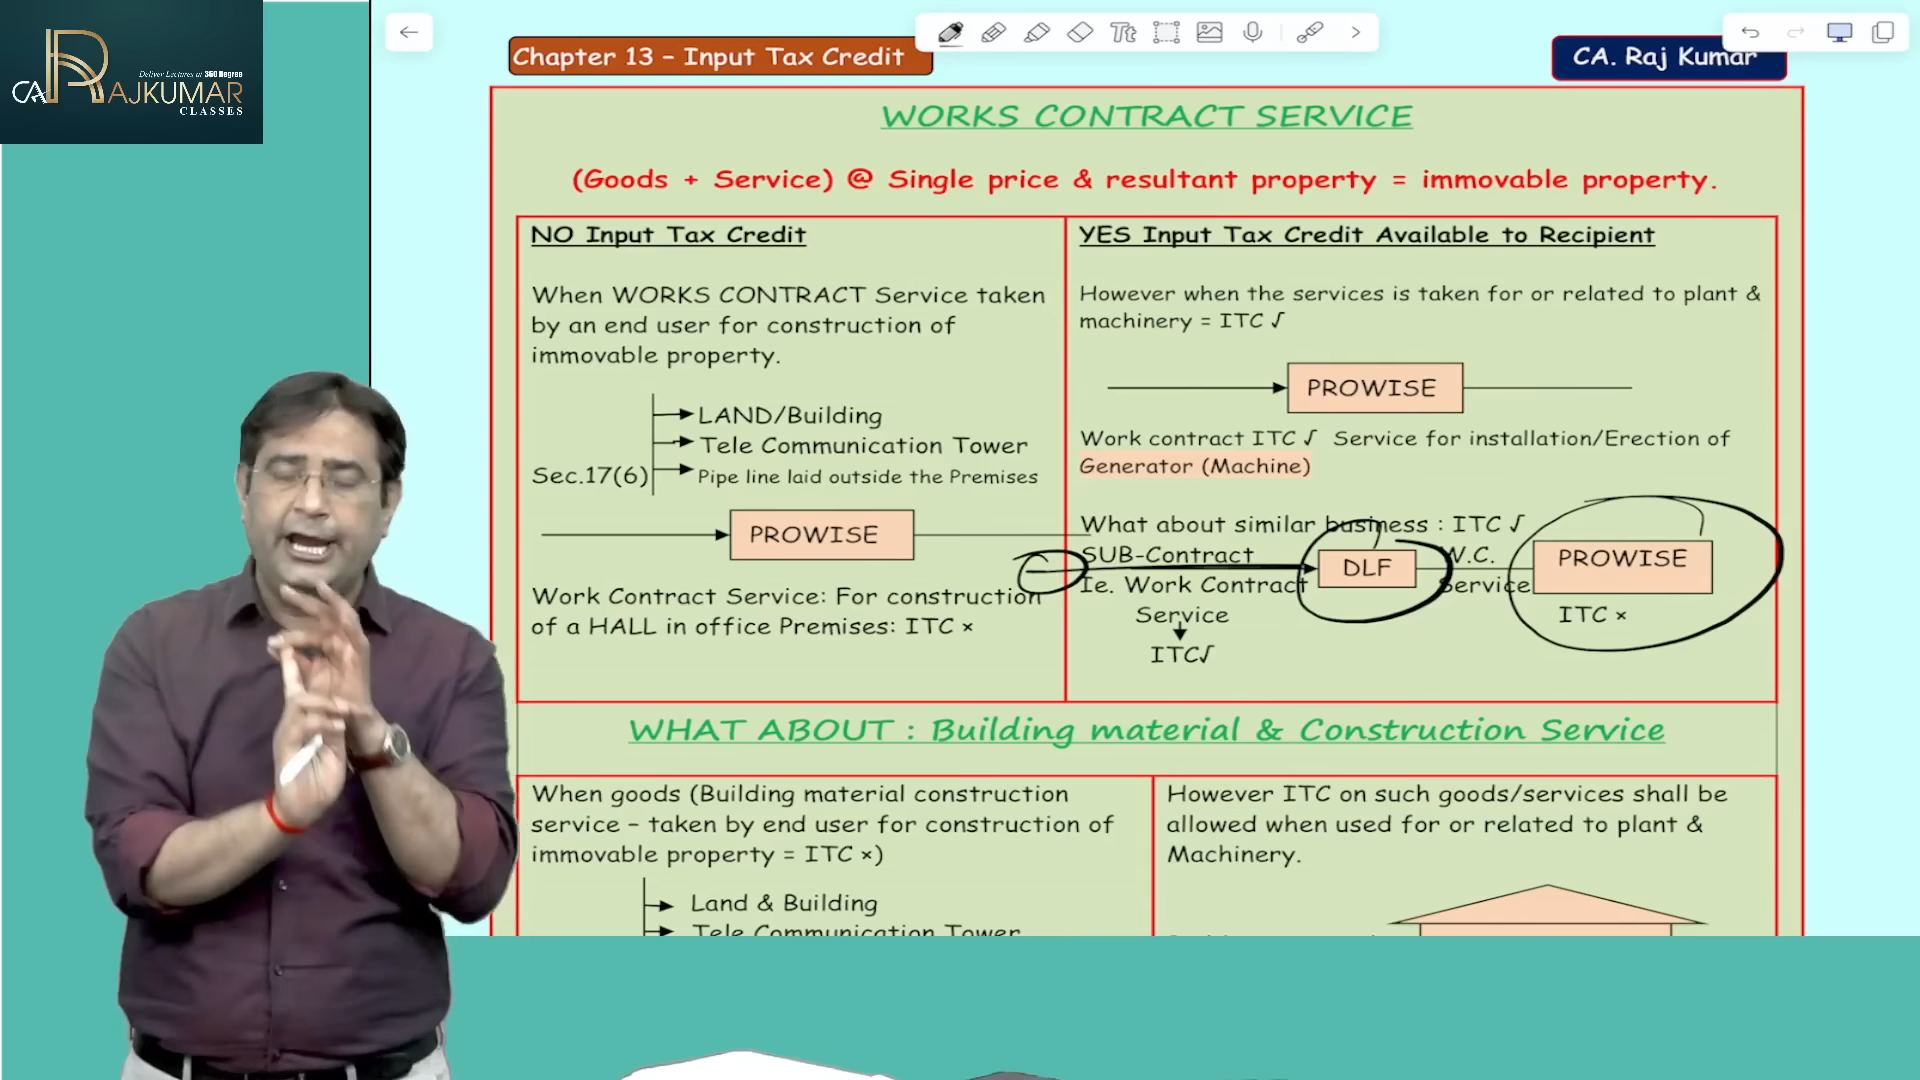 Deliver Lectures at 360 Degree
CA RAJKUMAR
CLASSES
Chapter 13 – Input Tax Credit
Tt
CA. Raj Kumar
WORKS CONTRACT SERVICE
(Goods + Service) @ Single price & resultant property = immovable property.
NO Input Tax Credit
When WORKS CONTRACT Service taken
by an end user for construction of
immovable property.
LAND/Building
Tele Communication Tower
Sec.17(6)
Pipe line laid outside the Premises
PROWISE
Work Contract Service: For construction
of a HALL in office Premises: ITC ×
YES Input Tax Credit Available to Recipient
However when the services is taken for or related to plant &
machinery = ITC √
PROWISE
Work contract ITC √ Service for installation/Erection of
Generator (Machine)
What about similar business : ITC √
SUB-Contract
DLF
W.C.
PROWISE
Ie. Work Contract
Service
Service
ITC ×
ITC√
WHAT ABOUT : Building material & Construction Service
When goods (Building material construction
service – taken by end user for construction of
immovable property = ITC ×)
Land & Building
Tele Communication Tower
However ITC on such goods/services shall be
allowed when used for or related to plant &
Machinery.